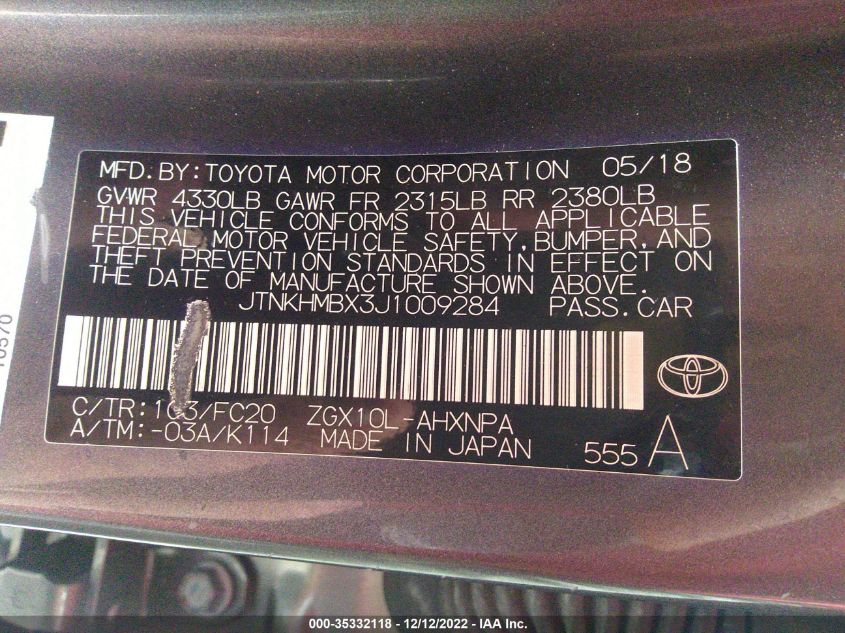 MFD.BY:TOYOTA MOTOR CORPORATION 05/18
GVWR 4330LB GAWR FR 2315LB RR 2380LB
THIS VEHICLE CONFORMS TO ALL APPLICABLE
FEDERAL MOTOR VEHICLE SAFETY,BUMPER,AND
THEFT PREVENTION STANDARDS IN EFFECT ON
THE DATE OF MANUFACTURE SHOWN ABOVE.
JTNKHMBX3J1009284 PASS.CAR
C/TR: /FC20 ZGX10L-AHXNPA
A/TM:-03A/K114 MADE IN JAPAN 555 A
000-35332118 - 12/12/2022 - IAA Inc.